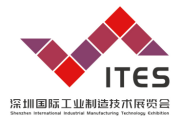 ITES
深圳国际工业制造技术展览会
Shenzhen International Industrial Manufacturing Technology Exhibition